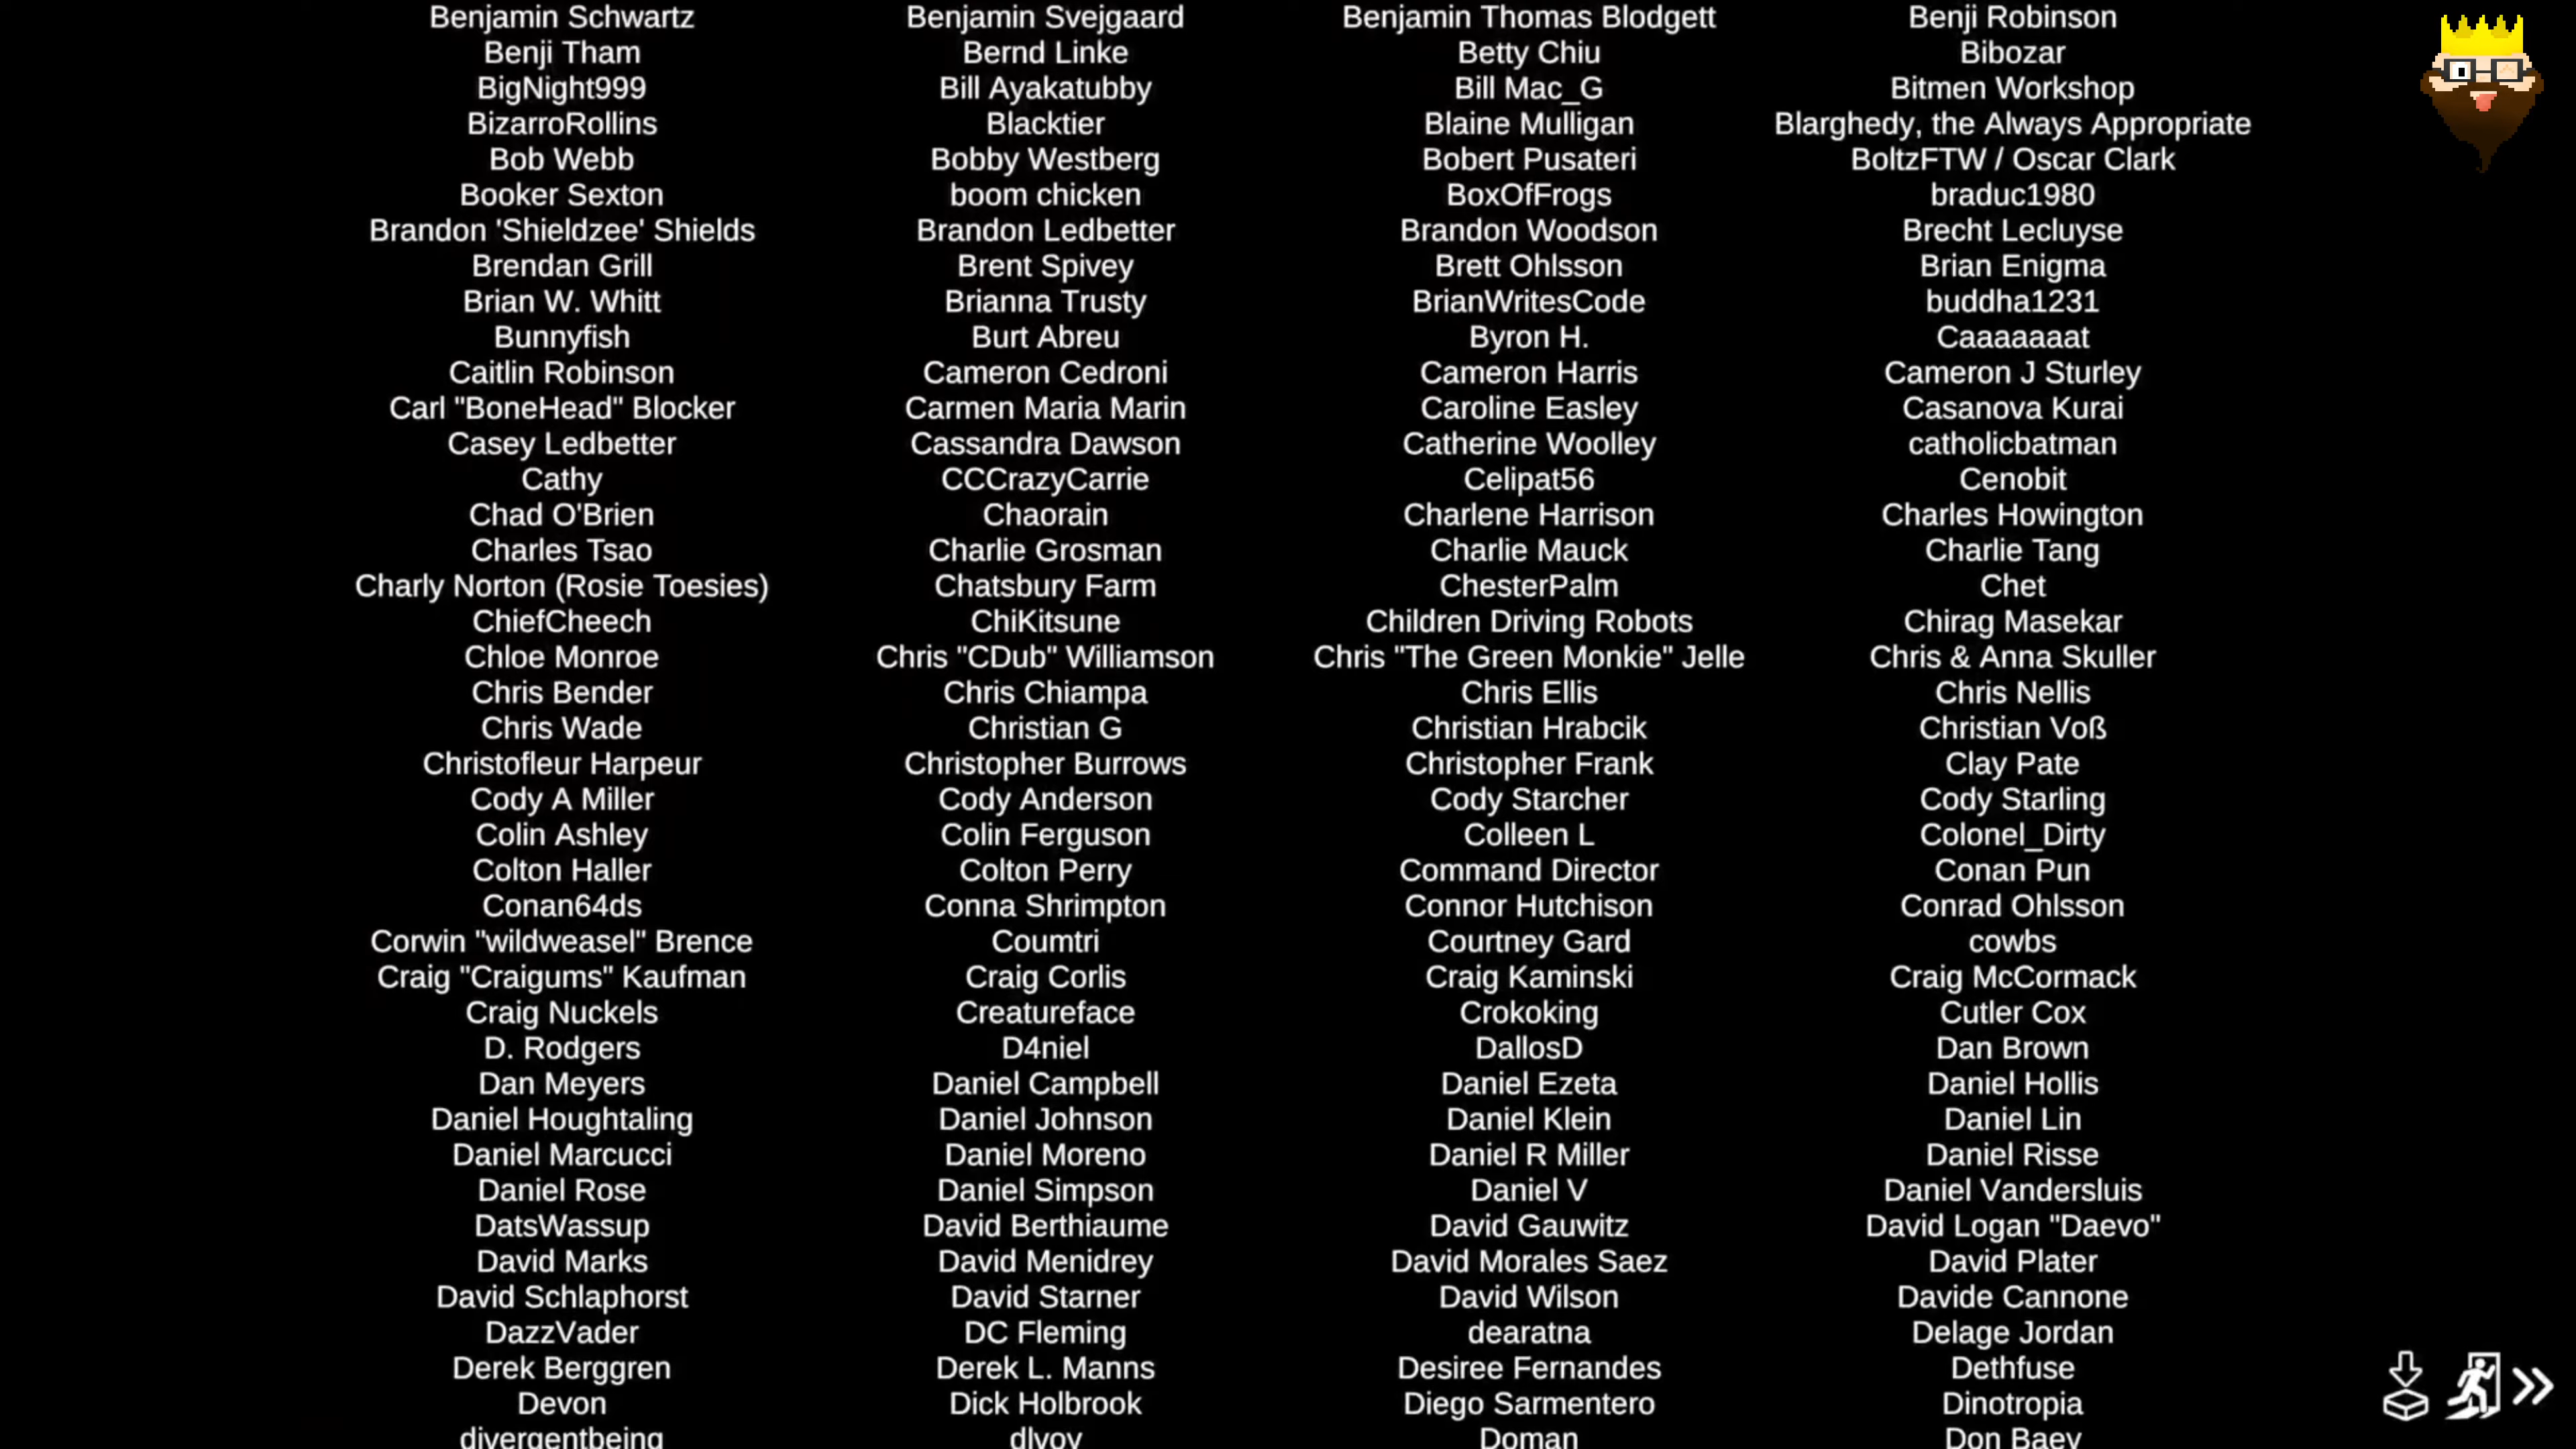 Benjamin Schwartz Benjamin Svejgaard Benjamin Thomas Blodgett Benji Robinson
Benji Tham Bernd Linke Betty Chiu Bibozar
BigNight999 Bill Ayakatubby Bill Mac_G Bitmen Workshop
BizarroRollins Blacktier Blaine Mulligan Blarghedy, the Always Appropriate
Bob Webb Bobby Westberg Bobert Pusateri BoltzFTW / Oscar Clark
Booker Sexton boom chicken BoxOfFrogs braduc1980
Brandon 'Shieldzee' Shields Brandon Ledbetter Brandon Woodson Brecht Lecluyse
Brendan Grill Brent Spivey Brett Ohlsson Brian Enigma
Brian W. Whitt Brianna Trusty BrianWritesCode buddha1231
Bunnyfish Burt Abreu Byron H. Caaaaaaat
Caitlin Robinson Cameron Cedroni Cameron Harris Cameron J Sturley
Carl "BoneHead" Blocker Carmen Maria Marin Caroline Easley Casanova Kurai
Casey Ledbetter Cassandra Dawson Catherine Woolley catholicbatman
Cathy CCCrazyCarrie Celipat56 Cenobit
Chad O'Brien Chaorain Charlene Harrison Charles Howington
Charles Tsao Charlie Grosman Charlie Mauck Charlie Tang
Charly Norton (Rosie Toesies) Chatsbury Farm ChesterPalm Chet
ChiefCheech ChiKitsune Children Driving Robots Chirag Masekar
Chloe Monroe Chris "CDub" Williamson Chris "The Green Monkie" Jelle Chris & Anna Skuller
Chris Bender Chris Chiampa Chris Ellis Chris Nellis
Chris Wade Christian G Christian Hrabcik Christian Voß
Christofleur Harpeur Christopher Burrows Christopher Frank Clay Pate
Cody A Miller Cody Anderson Cody Starcher Cody Starling
Colin Ashley Colin Ferguson Colleen L Colonel_Dirty
Colton Haller Colton Perry Command Director Conan Pun
Conan64ds Conna Shrimpton Connor Hutchison Conrad Ohlsson
Corwin "wildweasel" Brence Coumtri Courtney Gard cowbs
Craig "Craigums" Kaufman Craig Corlis Craig Kaminski Craig McCormack
Craig Nuckels Creatureface Crokoking Cutler Cox
D. Rodgers D4niel DallosD Dan Brown
Dan Meyers Daniel Campbell Daniel Ezeta Daniel Hollis
Daniel Houghtaling Daniel Johnson Daniel Klein Daniel Lin
Daniel Marcucci Daniel Moreno Daniel R Miller Daniel Risse
Daniel Rose Daniel Simpson Daniel V Daniel Vandersluis
DatsWassup David Berthiaume David Gauwitz David Logan "Daevo"
David Marks David Menidrey David Morales Saez David Plater
David Schlaphorst David Starner David Wilson Davide Cannone
DazzVader DC Fleming dearatna Delage Jordan
Derek Berggren Derek L. Manns Desiree Fernandes Dethfuse
Devon Dick Holbrook Diego Sarmentero Dinotropia
divergentbeing Doman Don Baey